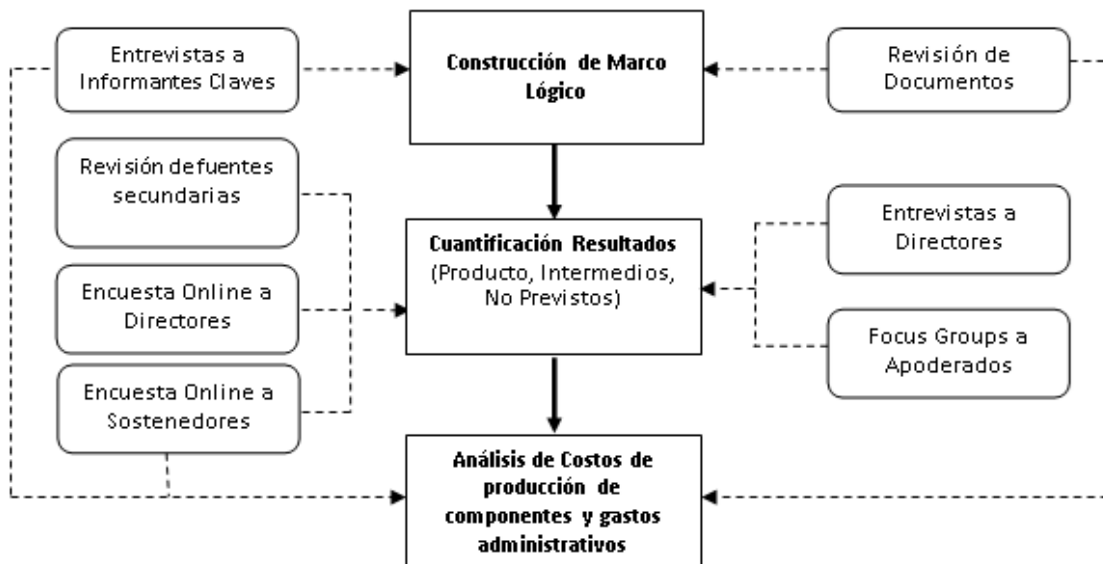 Entrevistas a
Informantes Claves
Construcción de Marco
Lógico
Revisión de
Documentos
Revisión defuentes
secundarias
Cuantificación Resultados
(Producto, Intermedios,
No Previstos)
Entrevistas a
Directores
Encuesta Online a
Directores
Focus Groups a
Apoderados
Encuesta Online a
Sostenedores
Análisis de Costos de
producción de
componentes y gastos
administrativos